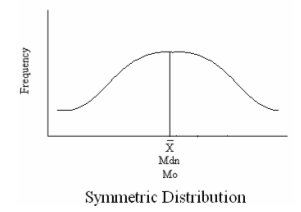 Frequency
X̄
Mdn
Mo
Symmetric Distribution